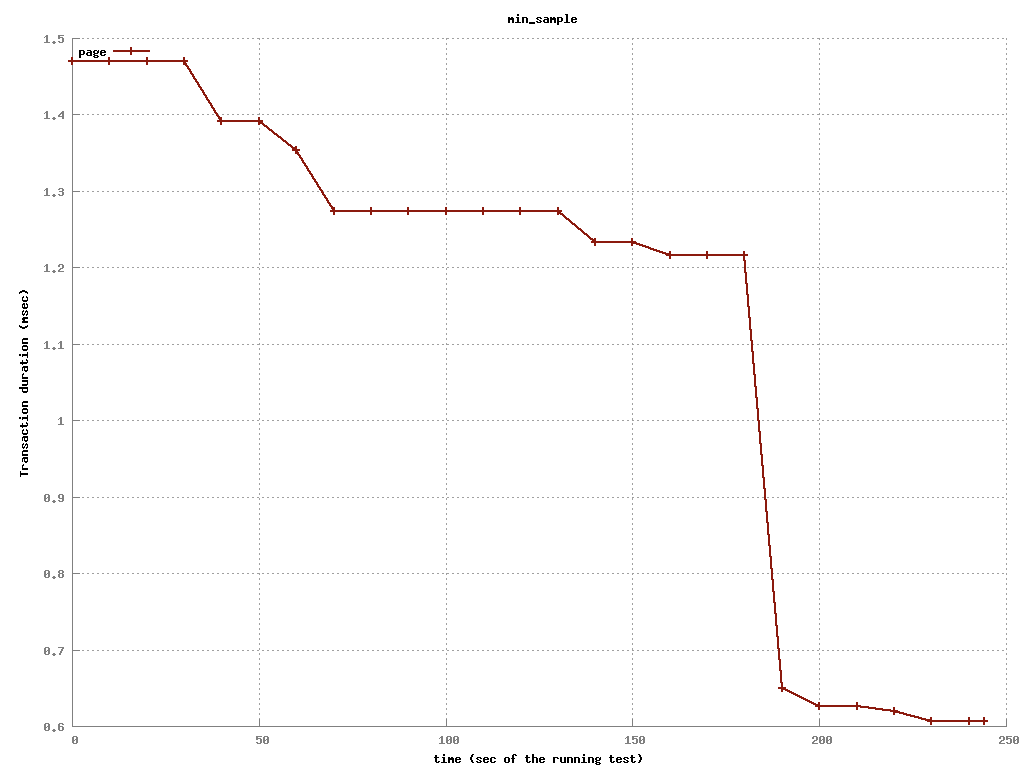 min_sample
page
1.5
1.4
1.3
1.2
1.1
1
0.9
0.8
0.7
0.6
Transaction duration (msec)
0 50 100 150 200 250
time (sec of the running test)